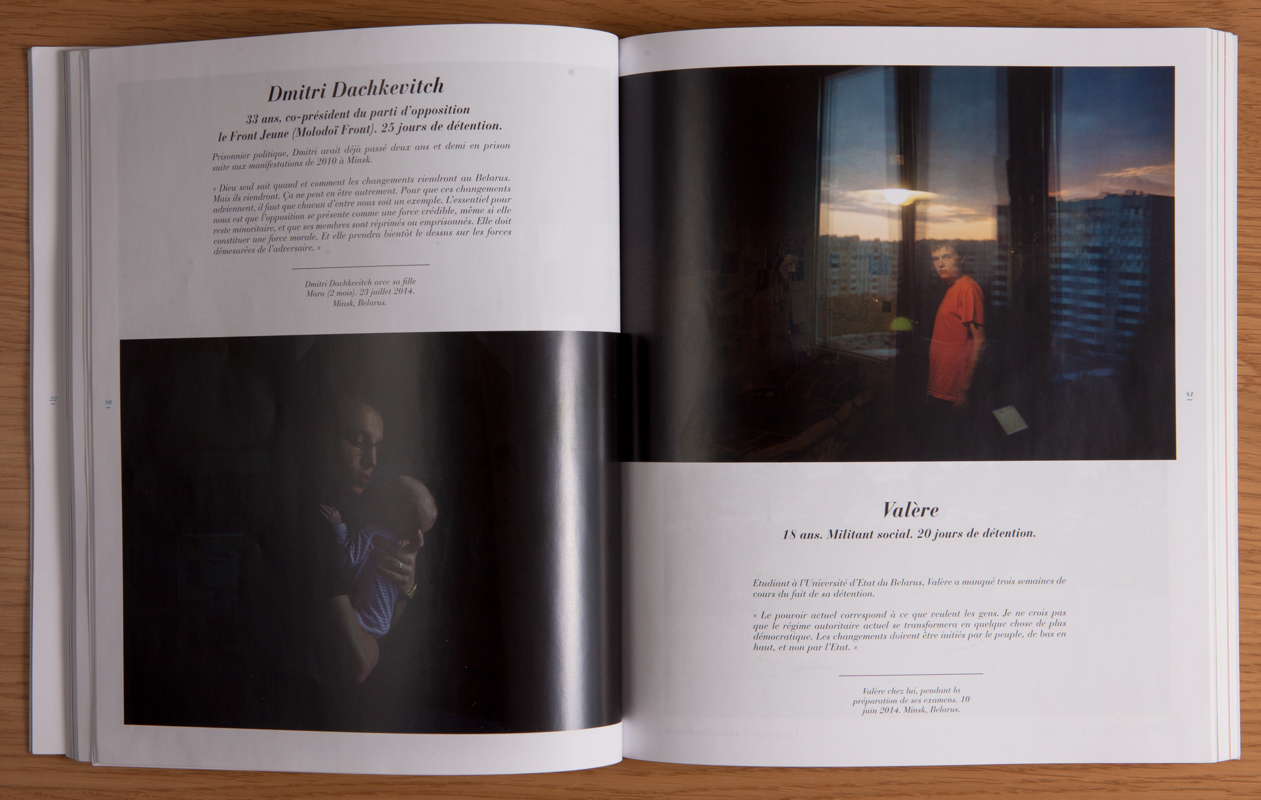 Dmitri Dachkevitch
33 ans, co-président du parti d'opposition
le Front Jeune (Molodoï Front). 25 jours de détention.
Prisonnier politique, Dmitri avait déjà passé deux ans et demi en prison
suite aux manifestations de 2010 à Minsk.
« Dieu seul sait quand et comment les changements viendront au Belarus.
Mais ils viendront. Ça ne peut en être autrement. Pour que ces changements
adviennent, il faut que chacun d'entre nous soit un exemple. L'essentiel pour
nous est que l'opposition se présente comme une force crédible, même si elle
reste minoritaire, et que ses membres sont réprimés ou emprisonnés. Elle doit
constituer une force morale. Et elle prendra bientôt le dessus sur les forces
démesurées de l'adversaire. »
Dmitri Dachkevitch avec sa fille
Mara (2 mois). 23 juillet 2014.
Minsk, Belarus.
Valère
18 ans. Militant social. 20 jours de détention.
Etudiant à l'Université d'Etat du Belarus, Valère a manqué trois semaines de
cours du fait de sa détention.
« Le pouvoir actuel correspond à ce que veulent les gens. Je ne crois pas
que le régime autoritaire actuel se transformera en quelque chose de plus
démocratique. Les changements doivent être initiés par le peuple, de bas en
haut, et non par l'Etat. »
Valère chez lui, pendant la
préparation de ses examens. 10
juin 2014. Minsk, Belarus.